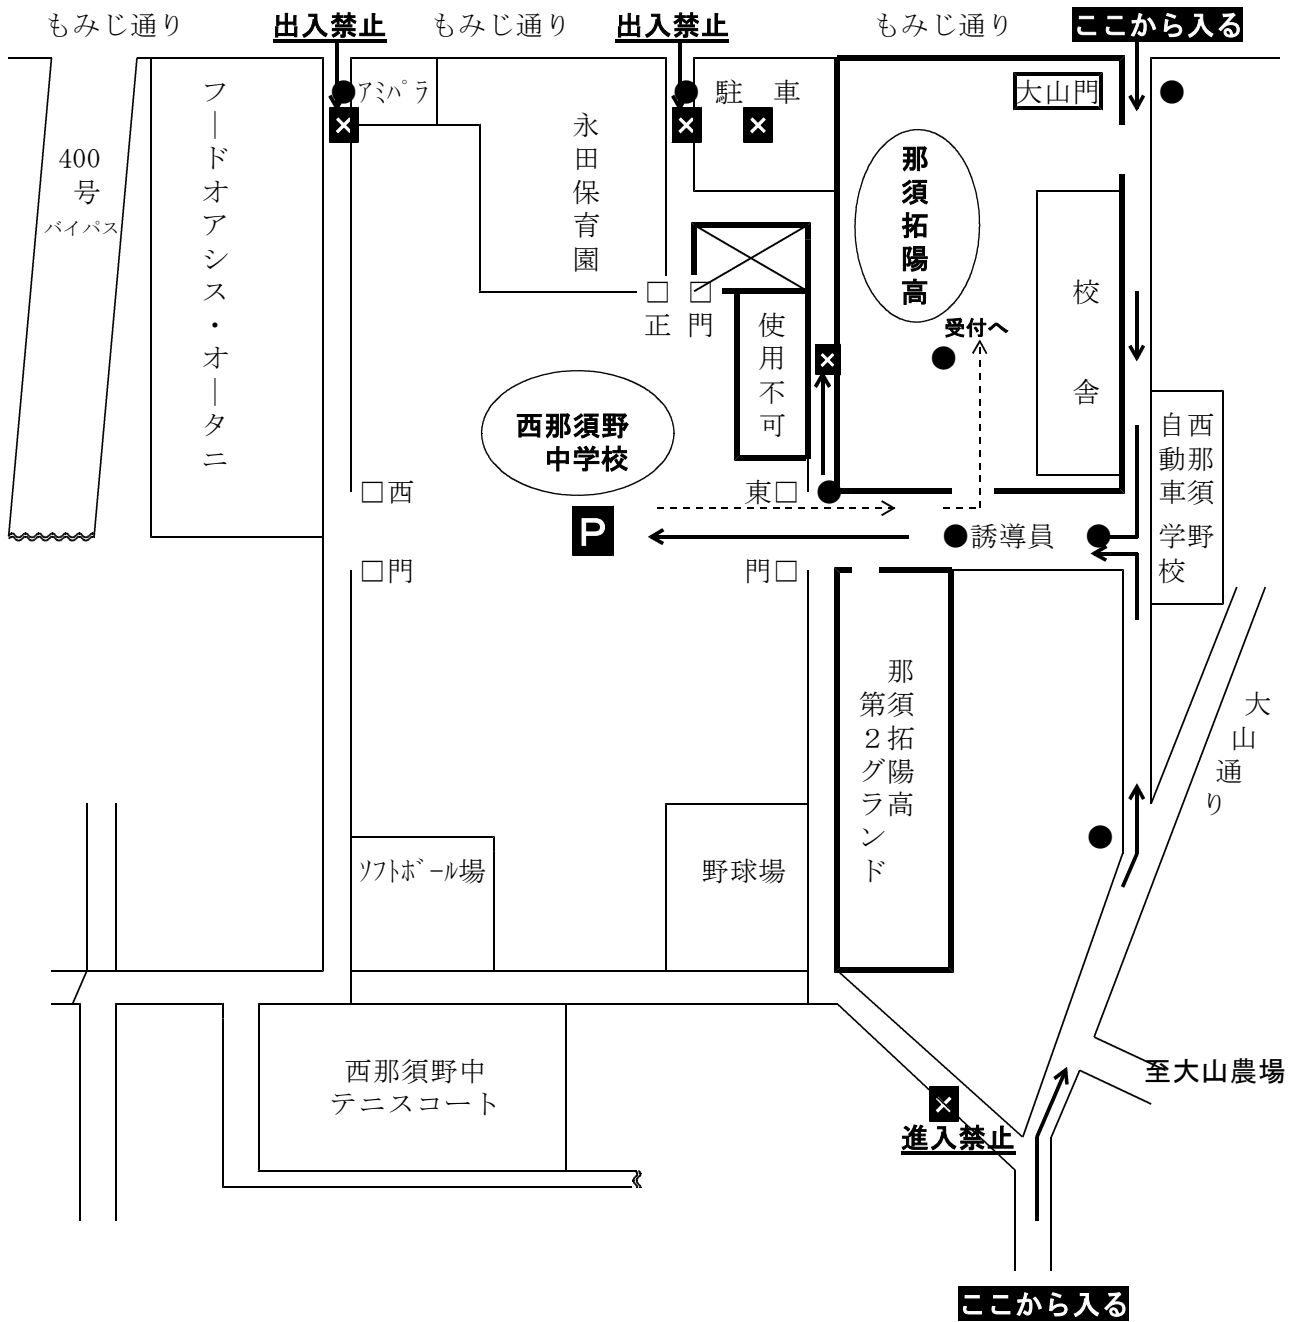 もみじ通り
出入禁止
もみじ通り
出入禁止
もみじ通り
ここから入る
アミパラ
駐 車
大山門
400
号
バイパス
フードオアシス・オータニ
永田保育園
那須拓陽高
校 舎
□ □
正 門
使用不可
受付へ
西那須野
中学校
西那須野
自動車学校
□西
東□
P
誘導員
□門
門□
那須拓陽高
第2グランド
大山通り
ソフトボール場
野球場
西那須野中
テニスコート
至大山農場
進入禁止
ここから入る